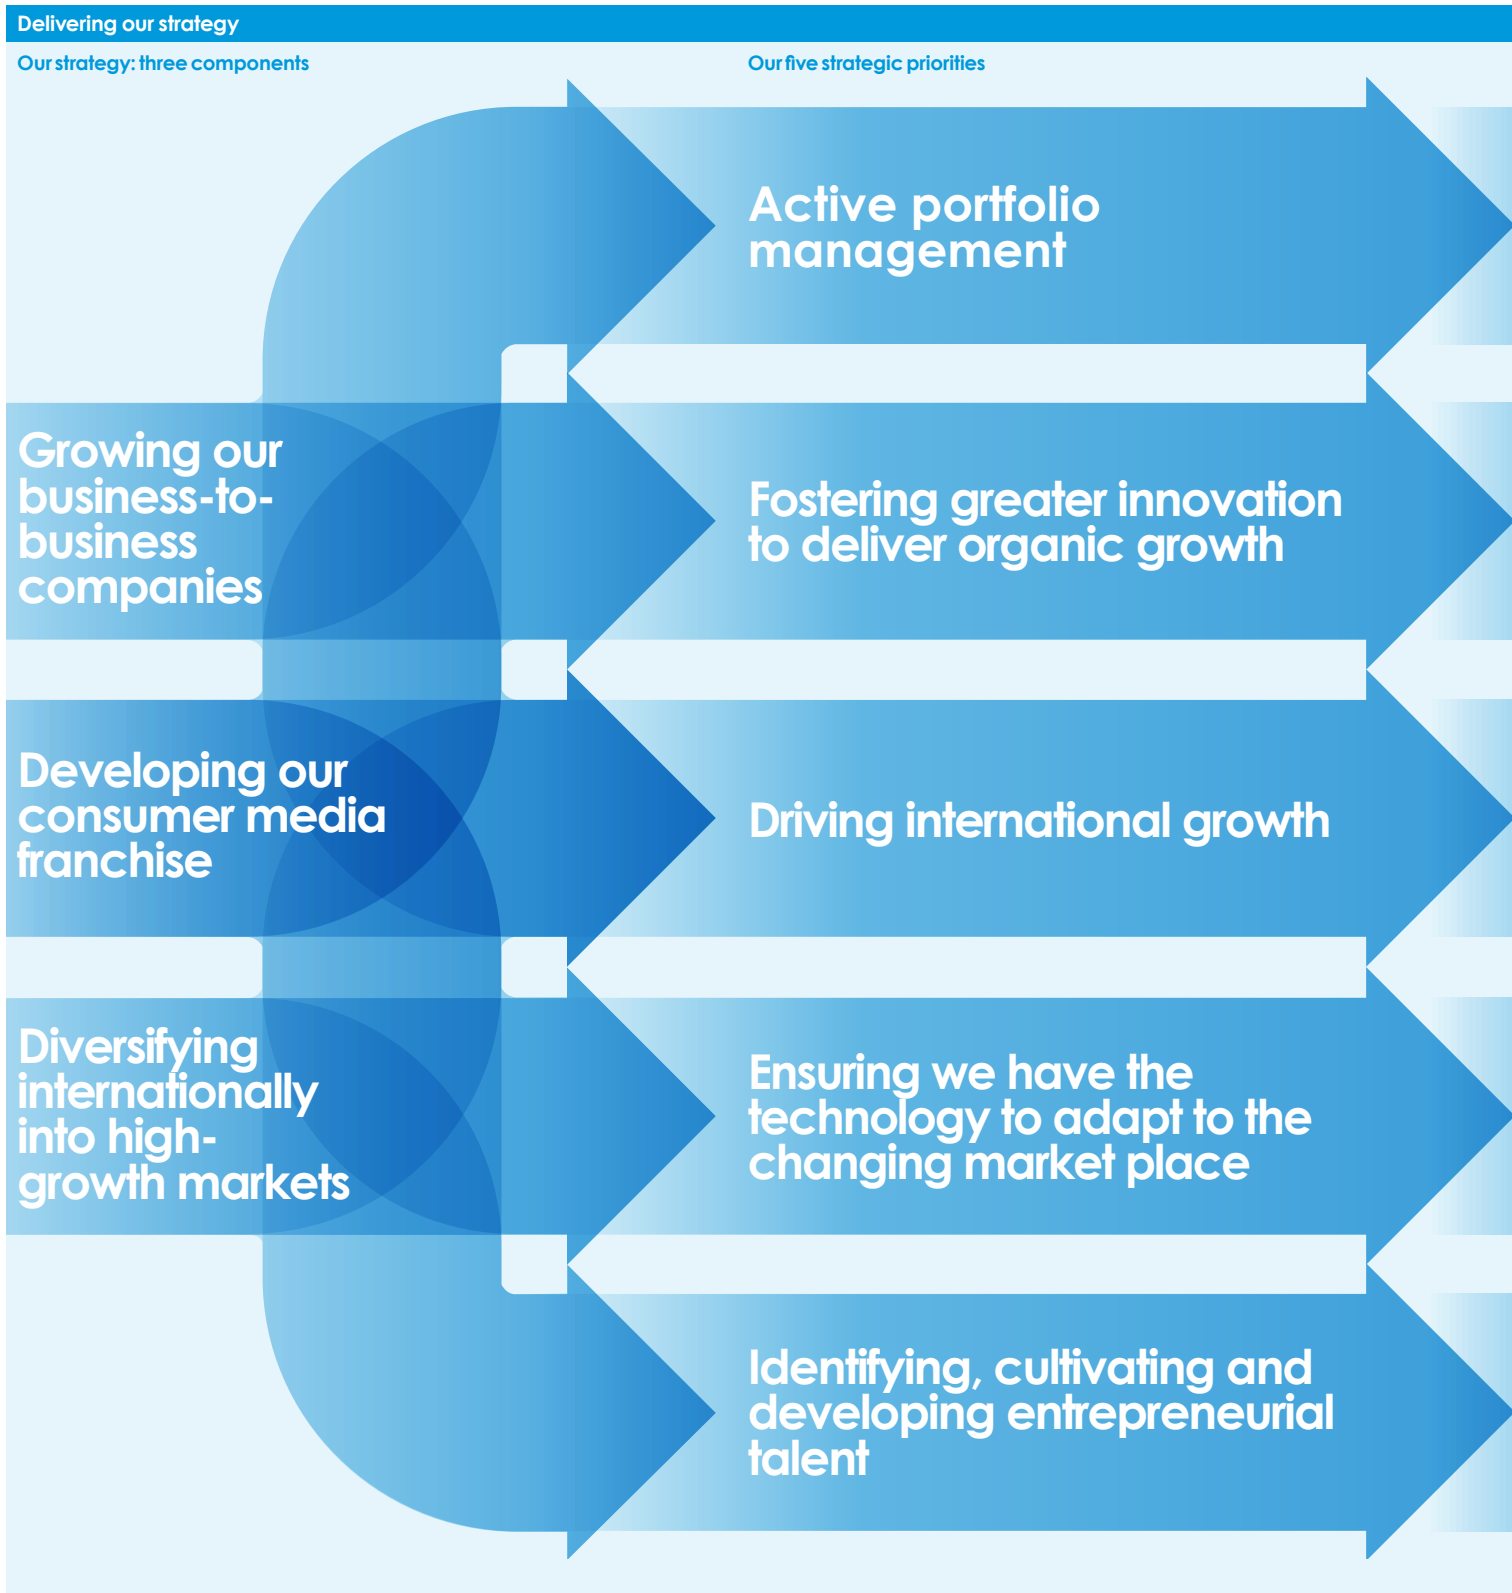 Delivering our strategy
Our strategy: three components
Our five strategic priorities
Growing our
business-to-
business
companies
Developing our
consumer media
franchise
Diversifying
internationally
into high-
growth markets
Active portfolio
management
Fostering greater innovation
to deliver organic growth
Driving international growth
Ensuring we have the
technology to adapt to the
changing market place
Identifying, cultivating and
developing entrepreneurial
talent